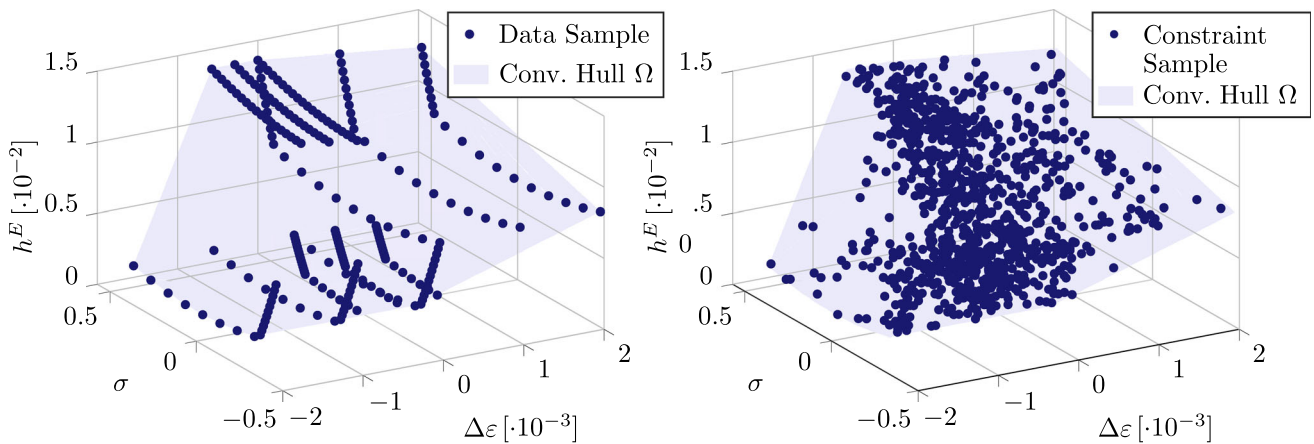 Data Sample
Conv. Hull Ω
1.5
1
0.5
0
h^E [·10^−2]
0.5
0
−0.5
σ
−2
−1
0
1
2
Δε [·10^−3]
Constraint
Sample
Conv. Hull Ω
1.5
1
0.5
0
h^E [·10^−2]
0
0.5
0
−0.5
σ
−2
−1
0
1
2
Δε [·10^−3]